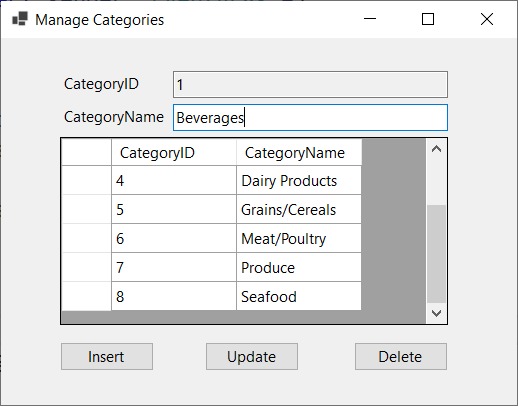 Manage Categories
CategoryID 1
CategoryName Beverages
CategoryID CategoryName
4 Dairy Products
5 Grains/Cereals
6 Meat/Poultry
7 Produce
8 Seafood
Insert Update Delete